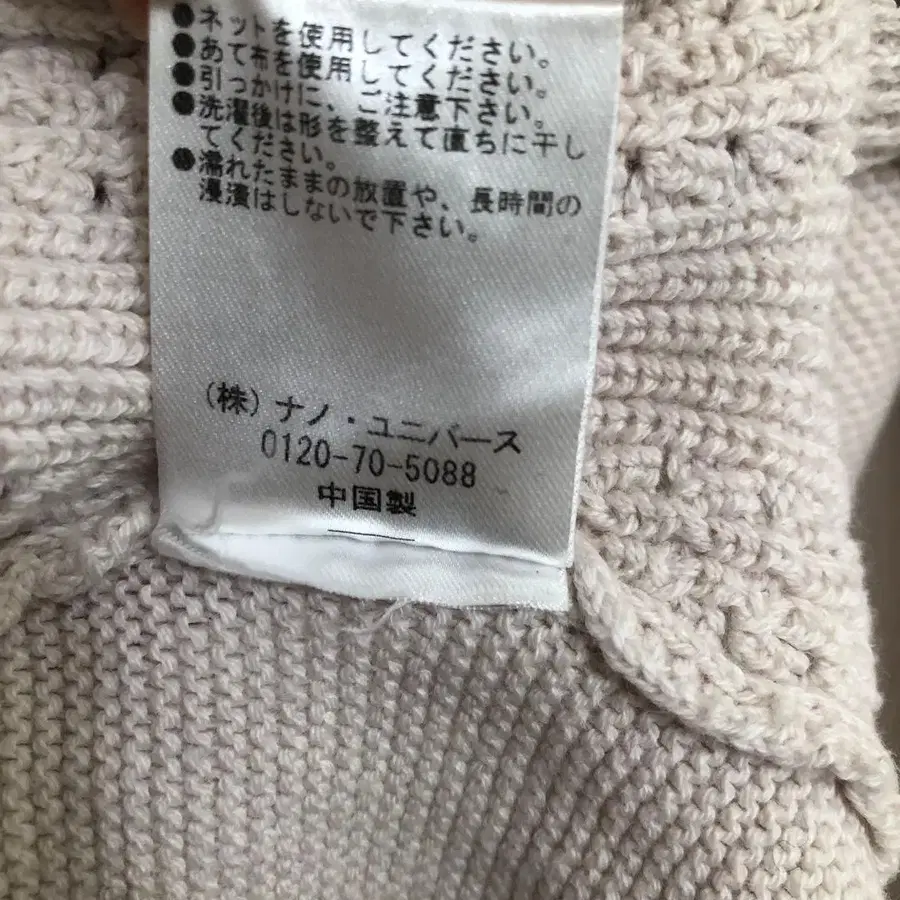 ●ネットを使用してください。
●あて布を使用してください。
●引っかけに、ご注意下さい。
●洗濯後は形を整えて直ちに干し
てください。
●濡れたままの放置や、長時間の
浸漬はしないで下さい。
(株)ナノ・ユニバース
0120-70-5088
中国製